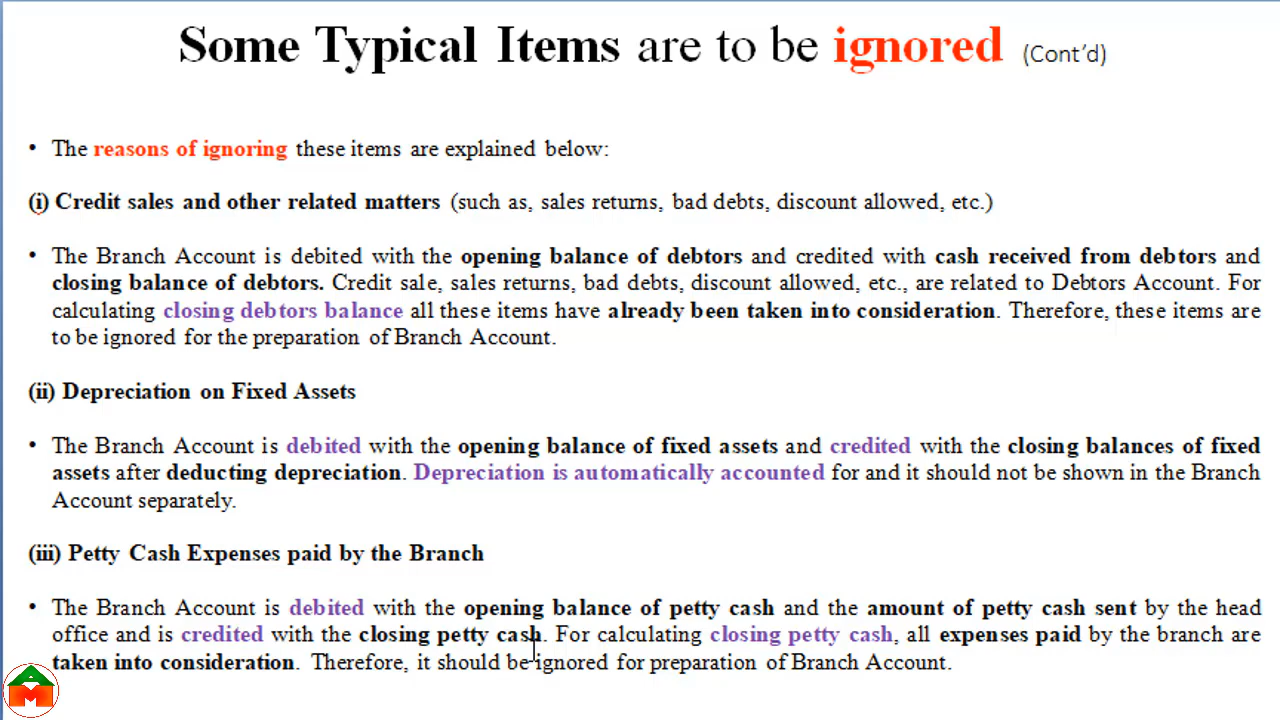 Some Typical Items are to be ignored (Cont'd)
• The reasons of ignoring these items are explained below:
(i) Credit sales and other related matters (such as, sales returns, bad debts, discount allowed, etc.)
• The Branch Account is debited with the opening balance of debtors and credited with cash received from debtors and
closing balance of debtors. Credit sale, sales returns, bad debts, discount allowed, etc., are related to Debtors Account. For
calculating closing debtors balance all these items have already been taken into consideration. Therefore, these items are
to be ignored for the preparation of Branch Account.
(ii) Depreciation on Fixed Assets
• The Branch Account is debited with the opening balance of fixed assets and credited with the closing balances of fixed
assets after deducting depreciation. Depreciation is automatically accounted for and it should not be shown in the Branch
Account separately.
(iii) Petty Cash Expenses paid by the Branch
• The Branch Account is debited with the opening balance of petty cash and the amount of petty cash sent by the head
office and is credited with the closing petty cash. For calculating closing petty cash, all expenses paid by the branch are
taken into consideration. Therefore, it should be ignored for preparation of Branch Account.